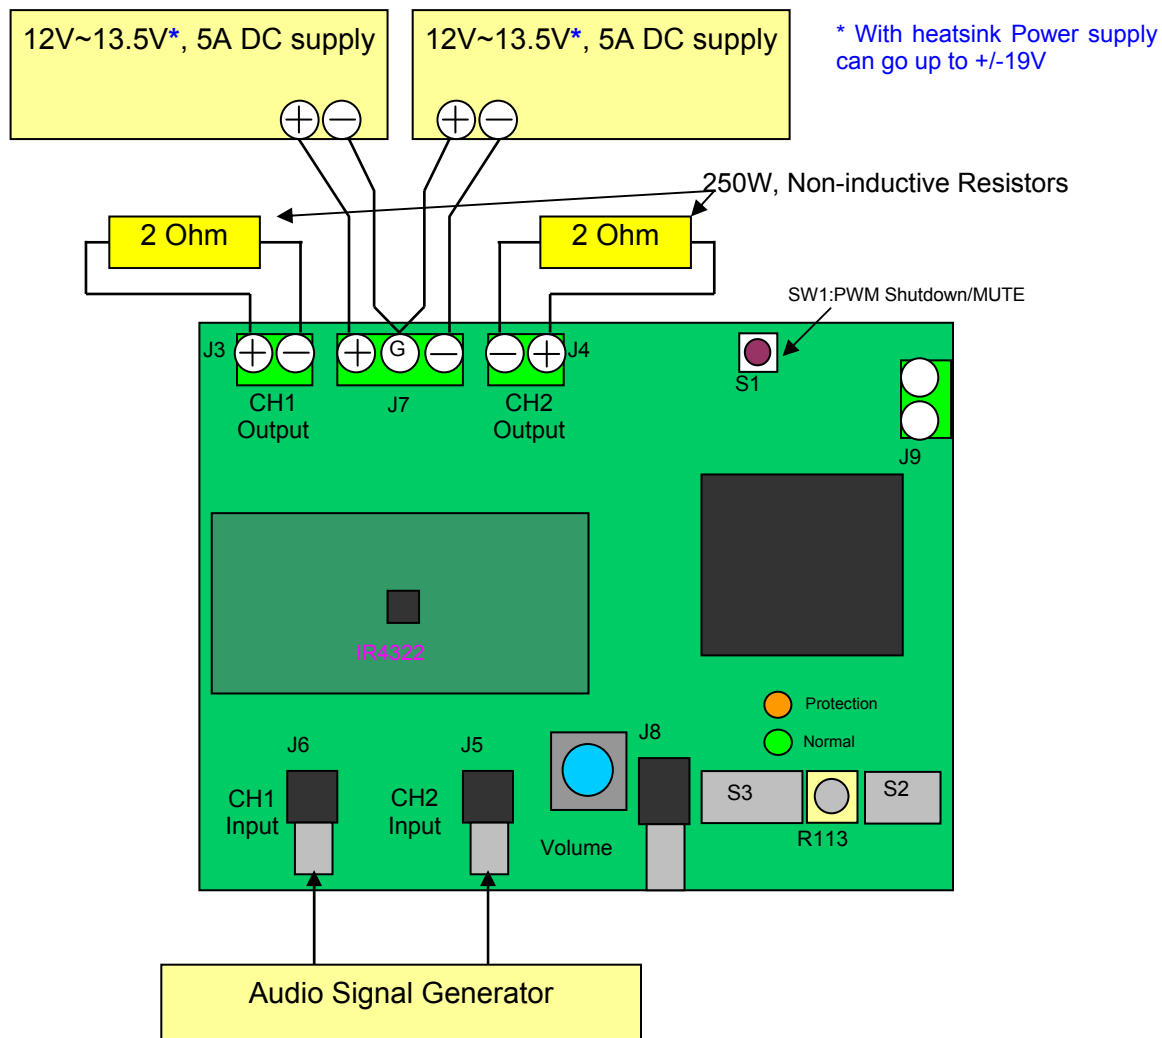 12V~13.5V*, 5A DC supply
12V~13.5V*, 5A DC supply
* With heatsink Power supply
can go up to +/-19V
250W, Non-inductive Resistors
2 Ohm
2 Ohm
SW1:PWM Shutdown/MUTE
J3
G
J4
S1
CH1
Output
J7
CH2
Output
J9
IR4322
Protection
Normal
J6
J5
J8
CH1
Input
CH2
Input
S3
S2
Volume
R113
Audio Signal Generator